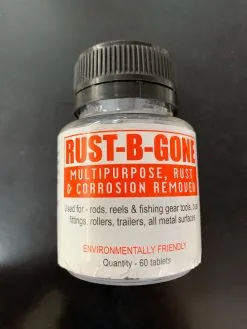 RUST-B-GONE
MULTIPURPOSE, RUST
& CORROSION REMOVER
Used for - rods, reels & fishing gear tools,
fittings, rollers, trailers, all metal surfaces
ENVIRONMENTALLY FRIENDLY
Quantity - 60 tablets